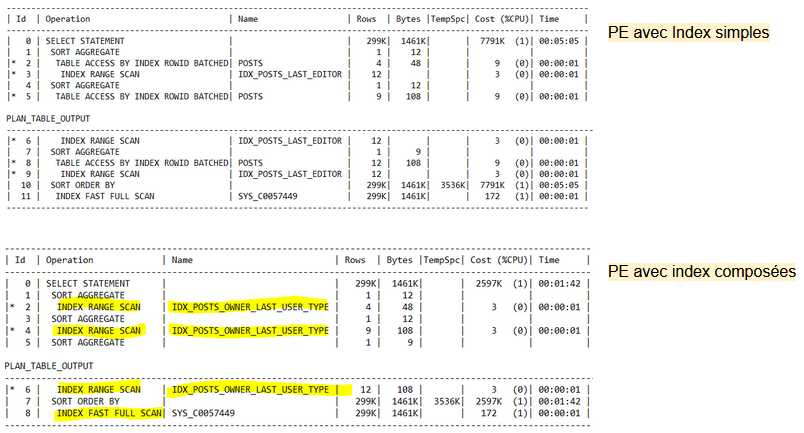 PE avec Index simples
| Id | Operation | Name | Rows | Bytes |TempSpc| Cost (%CPU)| Time |
| 0 | SELECT STATEMENT | | 299K| 1461K| | 7791K (1)| 00:05:05 |
| 1 | SORT AGGREGATE | | 1 | 12 | | | |
|* 2 | TABLE ACCESS BY INDEX ROWID BATCHED| POSTS | 4 | 48 | | 9 (0)| 00:00:01 |
|* 3 | INDEX RANGE SCAN | IDX_POSTS_LAST_EDITOR | 12 | | | 3 (0)| 00:00:01 |
| 4 | SORT AGGREGATE | | 1 | 12 | | | |
|* 5 | TABLE ACCESS BY INDEX ROWID BATCHED| POSTS | 9 | 108 | | 9 (0)| 00:00:01 |
PLAN_TABLE_OUTPUT
|* 6 | INDEX RANGE SCAN | IDX_POSTS_LAST_EDITOR | 12 | | | 3 (0)| 00:00:01 |
| 7 | SORT AGGREGATE | | 1 | 9 | | | |
|* 8 | TABLE ACCESS BY INDEX ROWID BATCHED| POSTS | 12 | 108 | | 9 (0)| 00:00:01 |
|* 9 | INDEX RANGE SCAN | IDX_POSTS_LAST_EDITOR | 12 | | | 3 (0)| 00:00:01 |
| 10 | SORT ORDER BY | | 299K| 1461K| 3536K| 7791K (1)| 00:05:05 |
| 11 | INDEX FAST FULL SCAN | SYS_C0057449 | 299K| 1461K| | 172 (1)| 00:00:01 |
PE avec index composées
| Id | Operation | Name | Rows | Bytes |TempSpc| Cost (%CPU)| Time |
| 0 | SELECT STATEMENT | | 299K| 1461K| | 2597K (1)| 00:01:42 |
| 1 | SORT AGGREGATE | | 1 | 12 | | | |
|* 2 | INDEX RANGE SCAN | IDX_POSTS_OWNER_LAST_USER_TYPE | 4 | 48 | | 3 (0)| 00:00:01 |
| 3 | SORT AGGREGATE | | 1 | 12 | | | |
|* 4 | INDEX RANGE SCAN | IDX_POSTS_OWNER_LAST_USER_TYPE | 9 | 108 | | 3 (0)| 00:00:01 |
| 5 | SORT AGGREGATE | | 1 | 9 | | | |
PLAN_TABLE_OUTPUT
|* 6 | INDEX RANGE SCAN | IDX_POSTS_OWNER_LAST_USER_TYPE | 12 | 108 | | 3 (0)| 00:00:01 |
| 7 | SORT ORDER BY | | 299K| 1461K| 3536K| 2597K (1)| 00:01:42 |
| 8 | INDEX FAST FULL SCAN| SYS_C0057449 | 299K| 1461K| | 172 (1)| 00:00:01 |